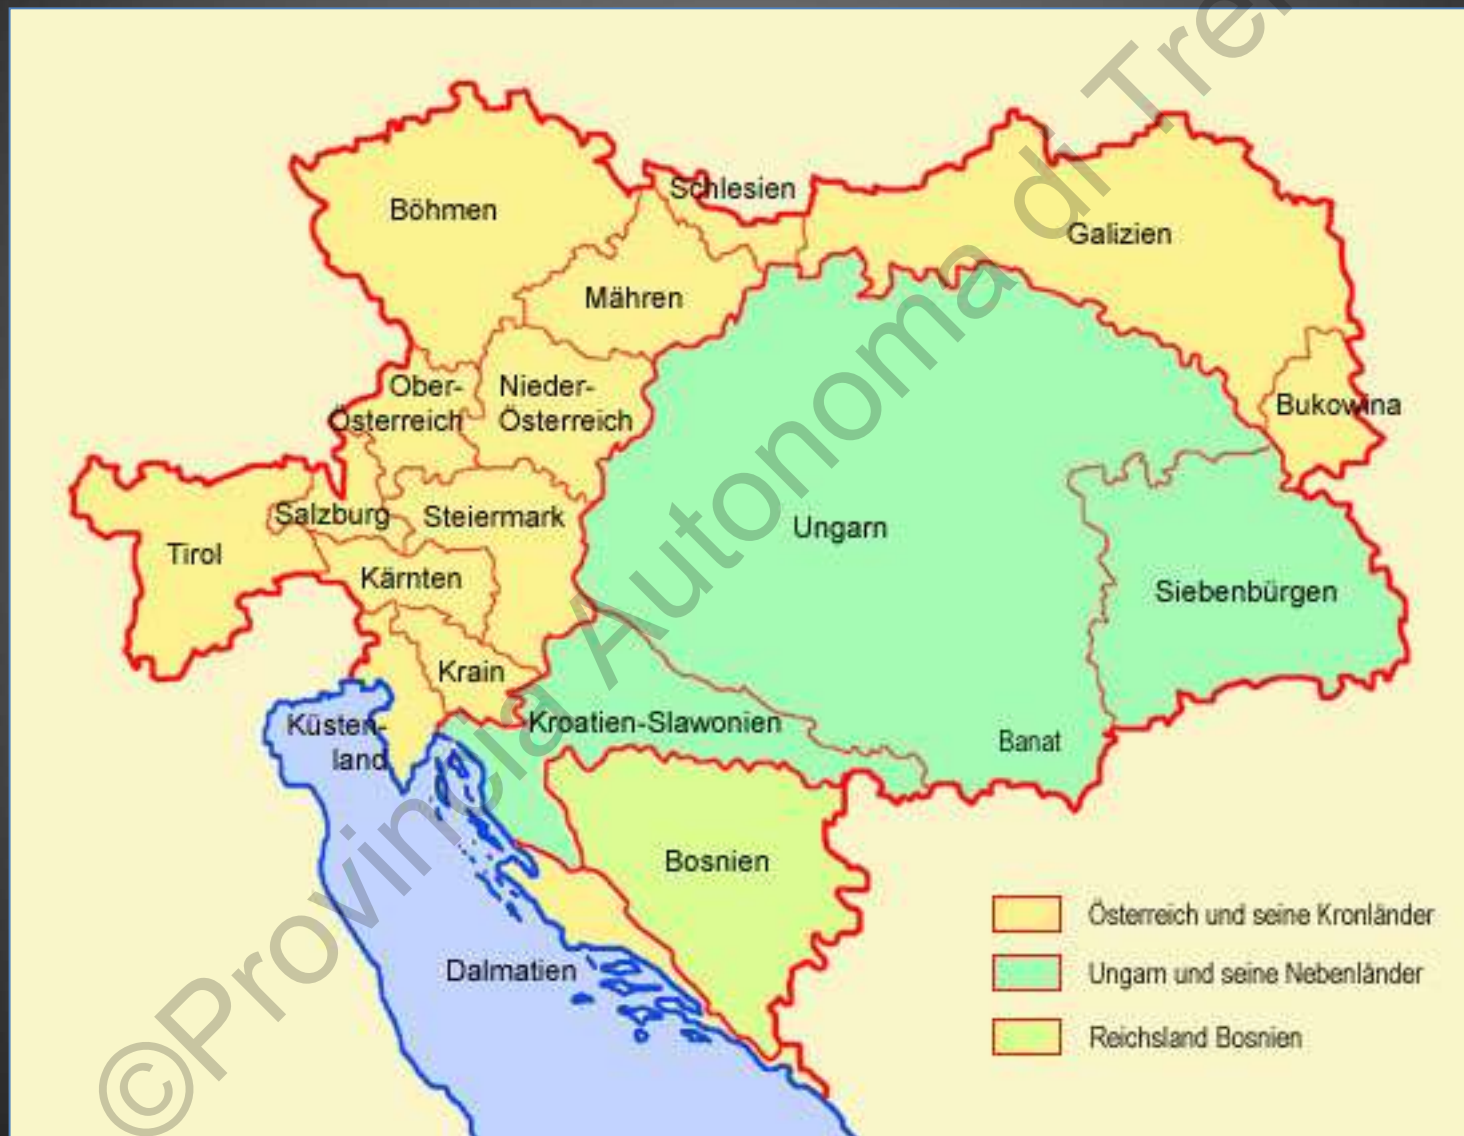 Schlesien
Böhmen
Galizien
Mähren
Ober-
Österreich
Nieder-
Österreich
Bukowina
Salzburg
Steiermark
Ungarn
Tirol
Kärnten
Siebenbürgen
Krain
Küsten-
land
Kroatien-Slawonien
Banat
Bosnien
Dalmatien
Österreich und seine Kronländer
Ungarn und seine Nebenländer
Reichsland Bosnien
©Provincia Autonoma di